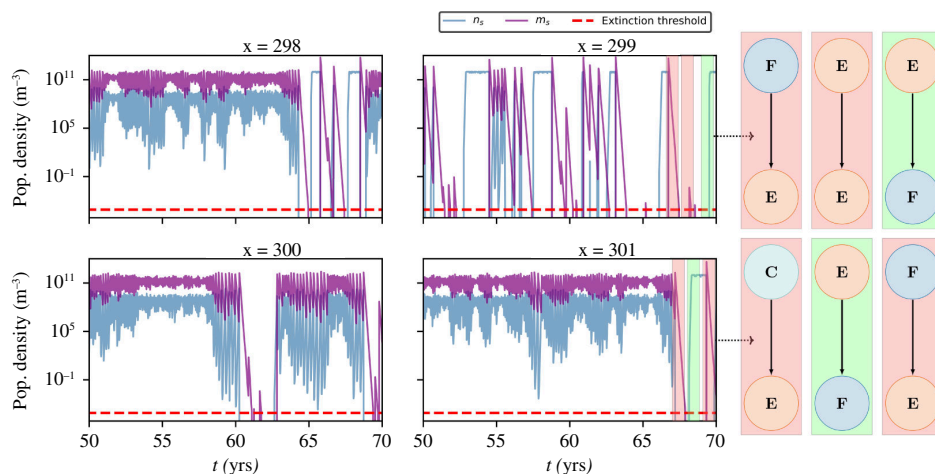 n_s m_s Extinction threshold
x = 298
x = 299
Pop. density (m⁻³)
10¹¹
10⁵
10⁻¹
F E E
E E F
x = 300
x = 301
Pop. density (m⁻³)
10¹¹
10⁵
10⁻¹
C E F
E F E
50 55 60 65 70
50 55 60 65 70
t (yrs)
t (yrs)